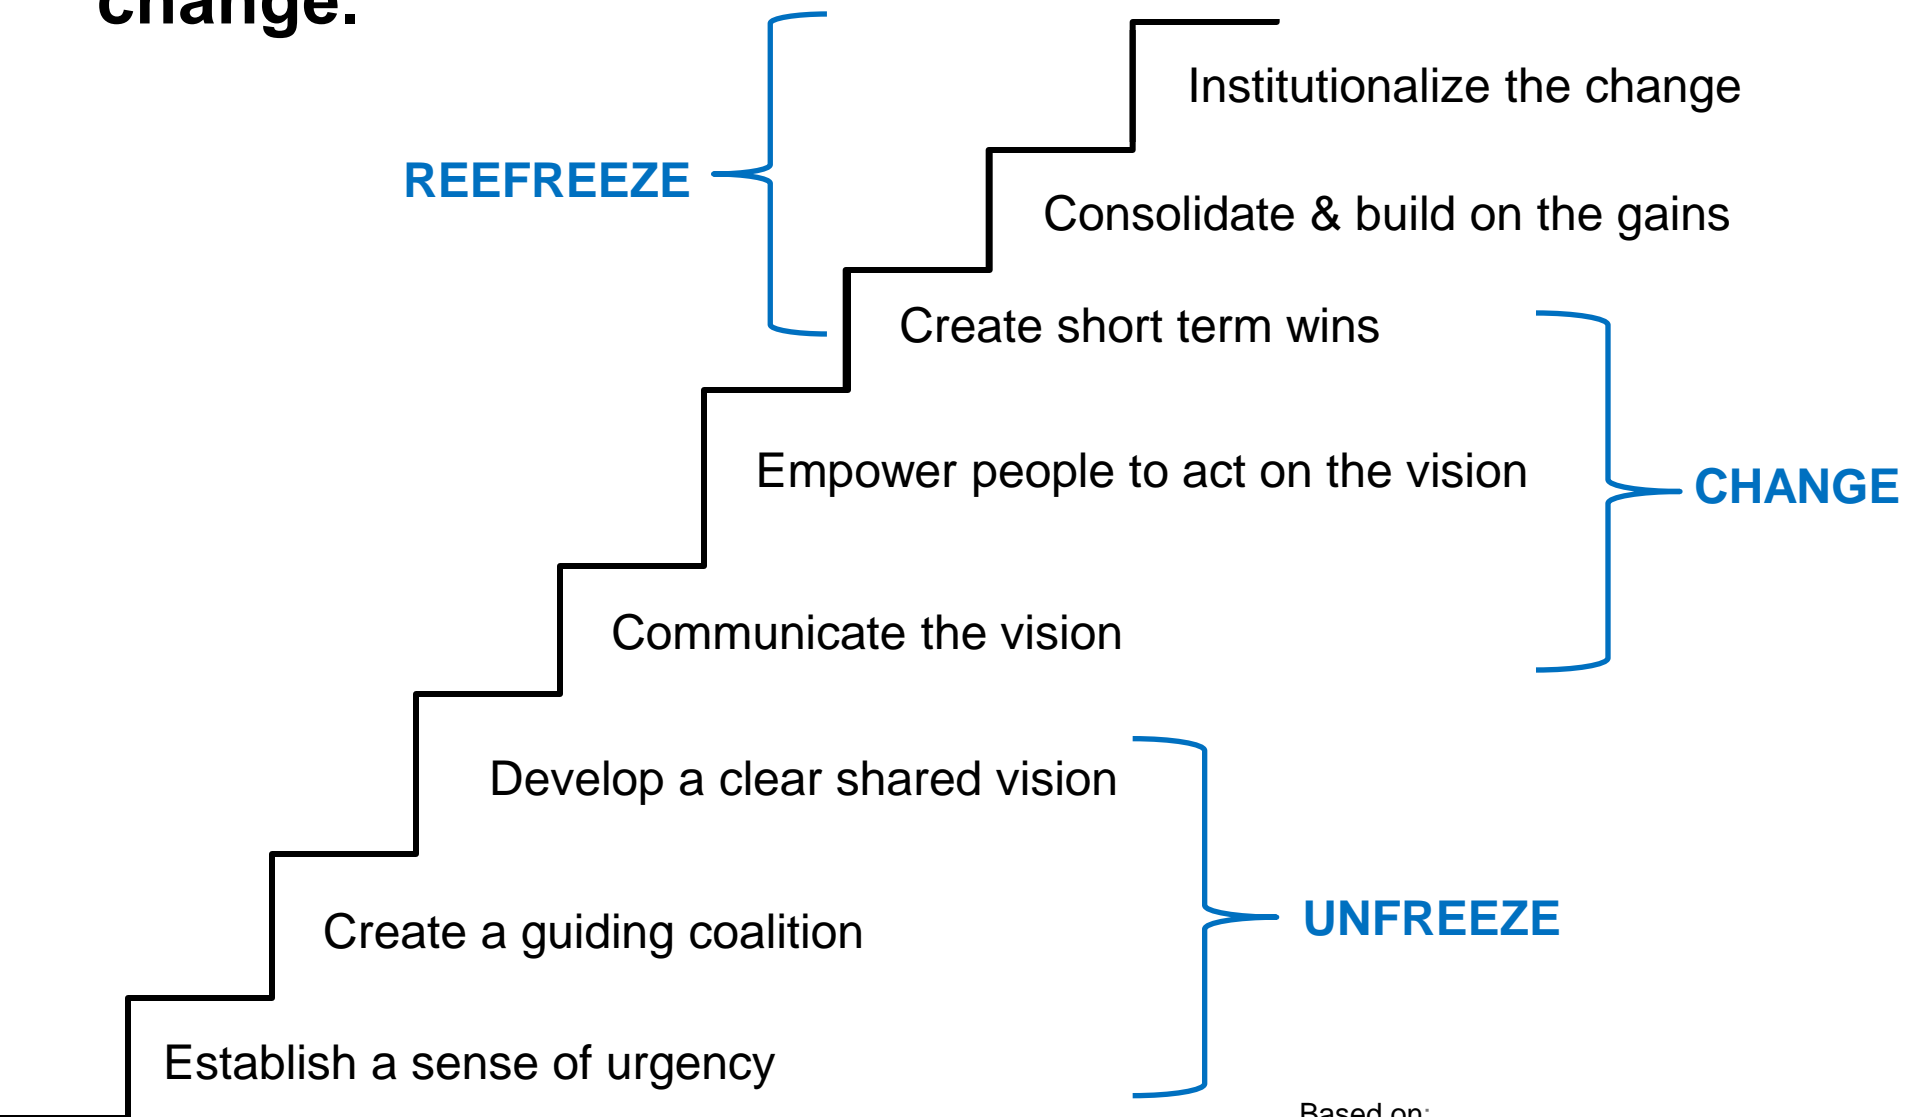 change.
Institutionalize the change
REEFREEZE
Consolidate & build on the gains
Create short term wins
Empower people to act on the vision
CHANGE
Communicate the vision
Develop a clear shared vision
UNFREEZE
Create a guiding coalition
Establish a sense of urgency
Based on: